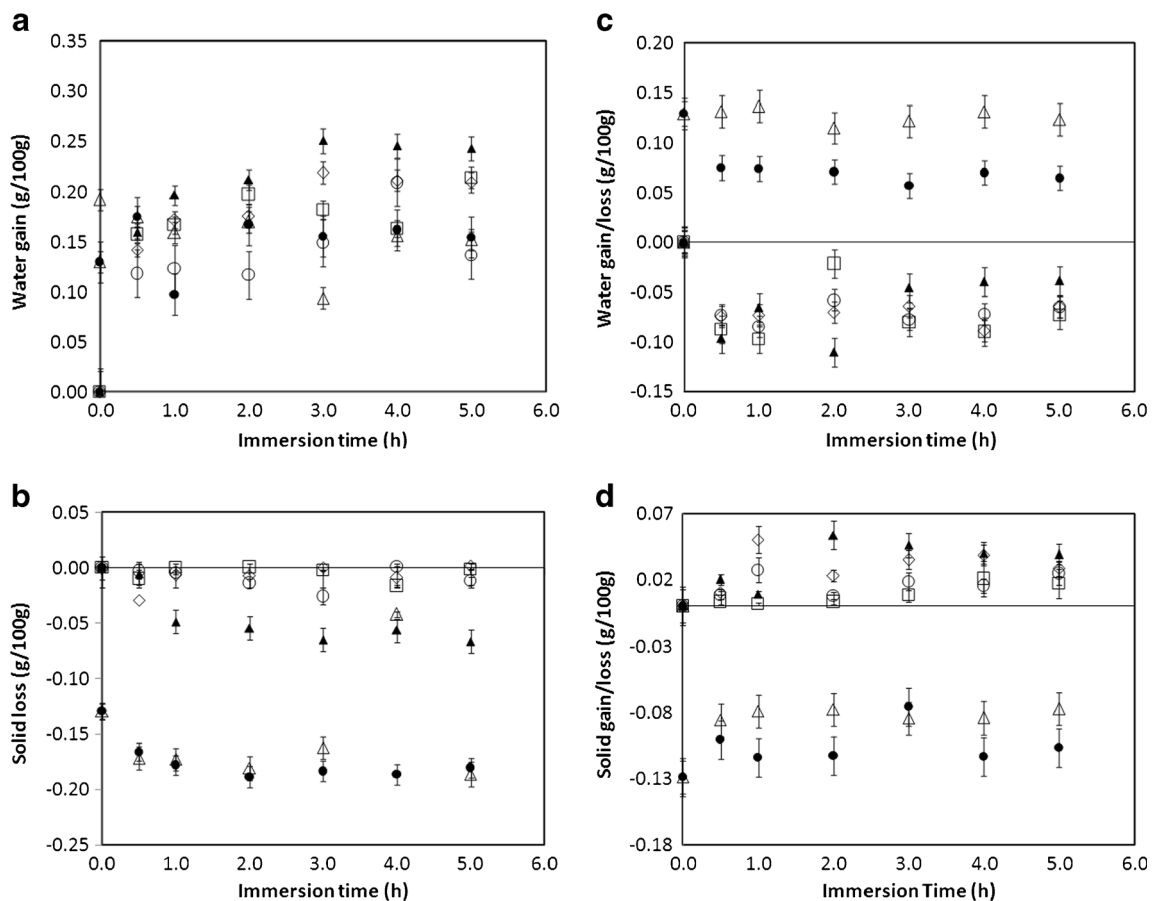 a
0.35
0.30
0.25
0.20
0.15
0.10
0.05
0.00
Water gain (g/100g)
0.0 1.0 2.0 3.0 4.0 5.0 6.0
Immersion time (h)
c
0.20
0.15
0.10
0.05
0.00
-0.05
-0.10
-0.15
Water gain/loss (g/100g)
0.0 1.0 2.0 3.0 4.0 5.0 6.0
Immersion time (h)
b
0.05
0.00
-0.05
-0.10
-0.15
-0.20
-0.25
Solid loss (g/100g)
0.0 1.0 2.0 3.0 4.0 5.0 6.0
Immersion time (h)
d
0.07
0.02
-0.03
-0.08
-0.13
-0.18
Solid gain/loss (g/100g)
0.0 1.0 2.0 3.0 4.0 5.0 6.0
Immersion Time (h)